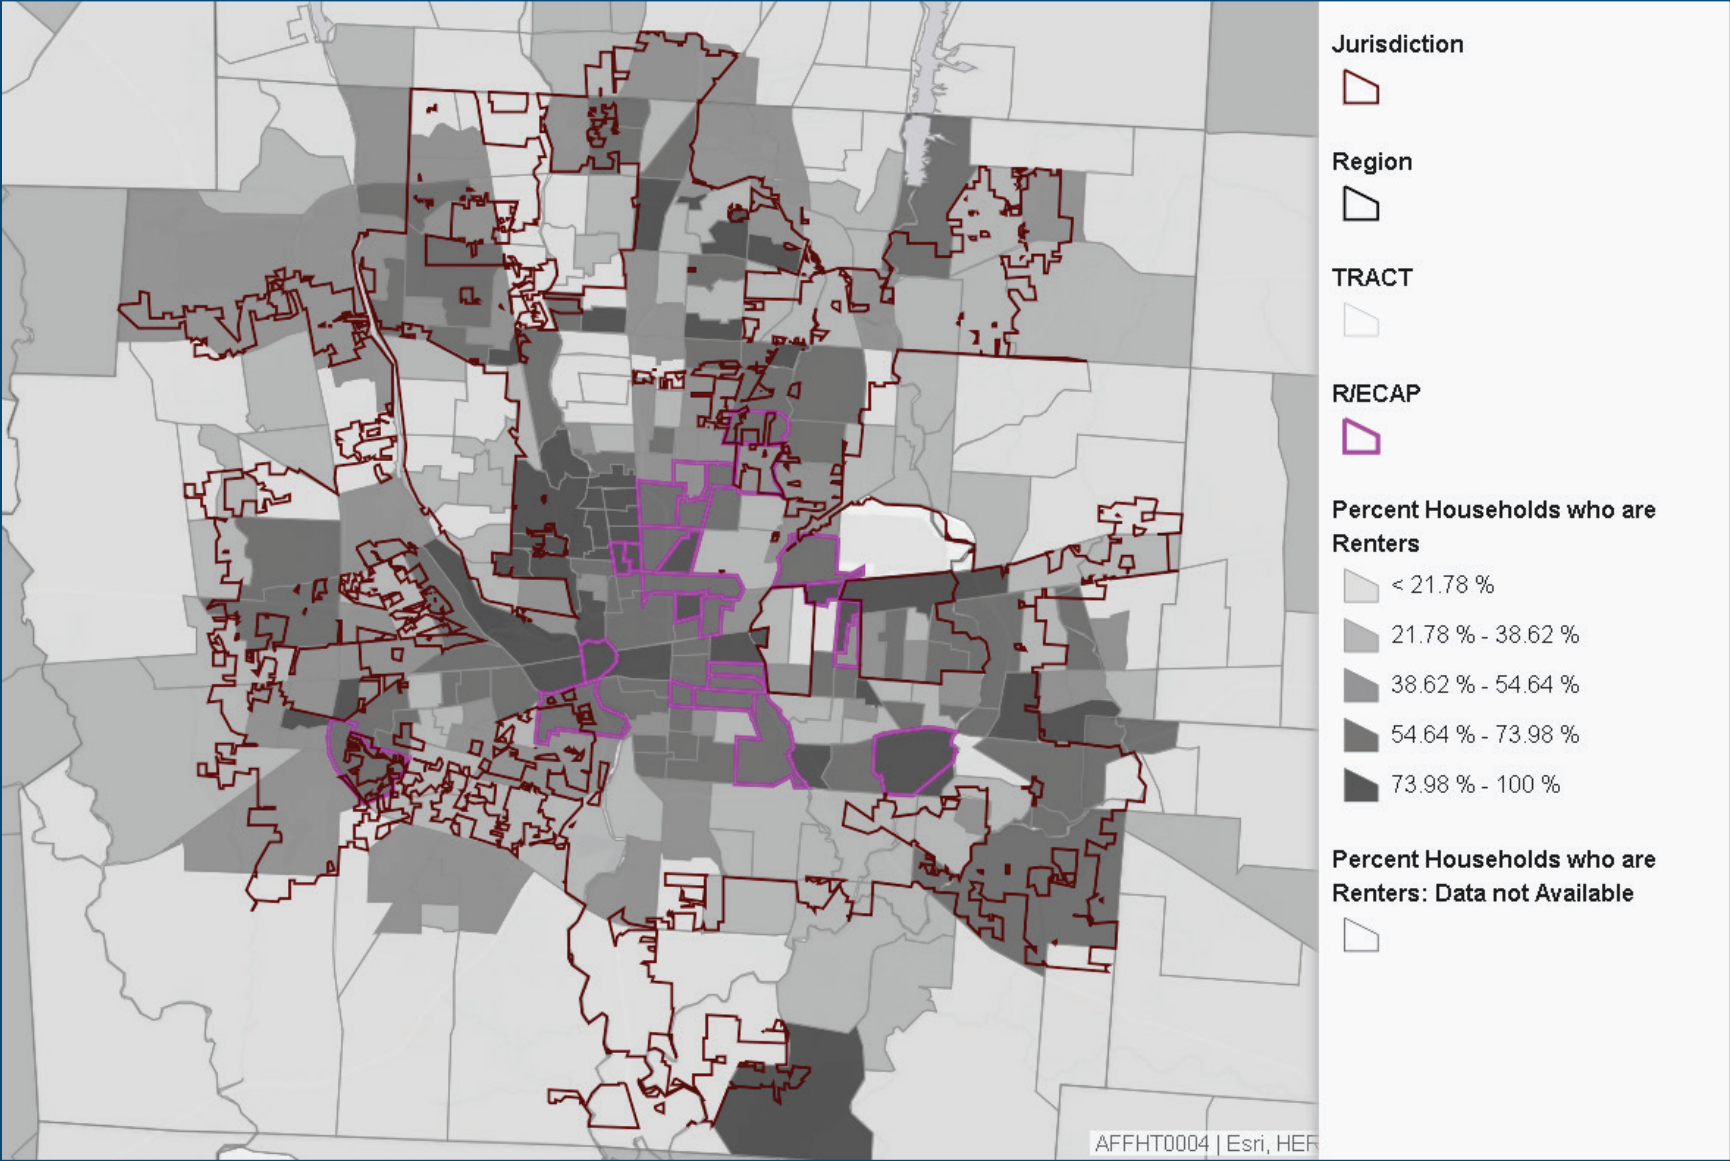 Jurisdiction
Region
TRACT
R/ECAP
Percent Households who are
Renters
< 21.78 %
21.78 % - 38.62 %
38.62 % - 54.64 %
54.64 % - 73.98 %
73.98 % - 100 %
Percent Households who are
Renters: Data not Available
AFFHT0004 | Esri, HER